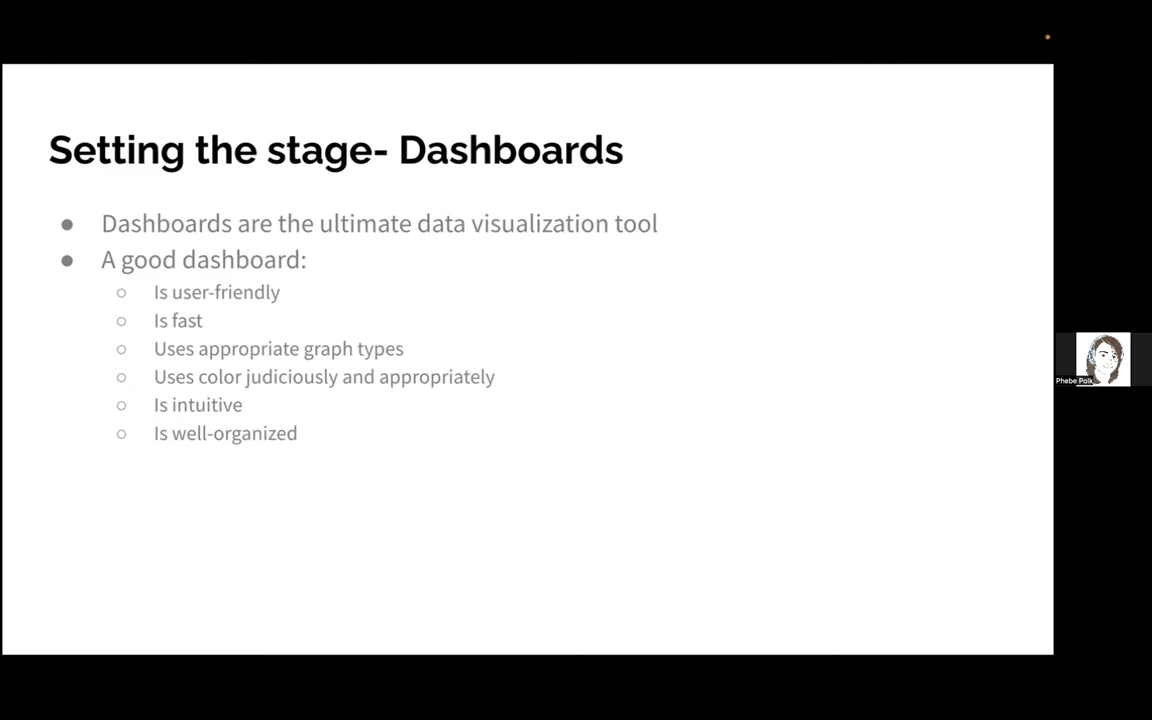 Setting the stage- Dashboards
● Dashboards are the ultimate data visualization tool
● A good dashboard:
○ Is user-friendly
○ Is fast
○ Uses appropriate graph types
○ Uses color judiciously and appropriately
○ Is intuitive
○ Is well-organized
Phebe Polk